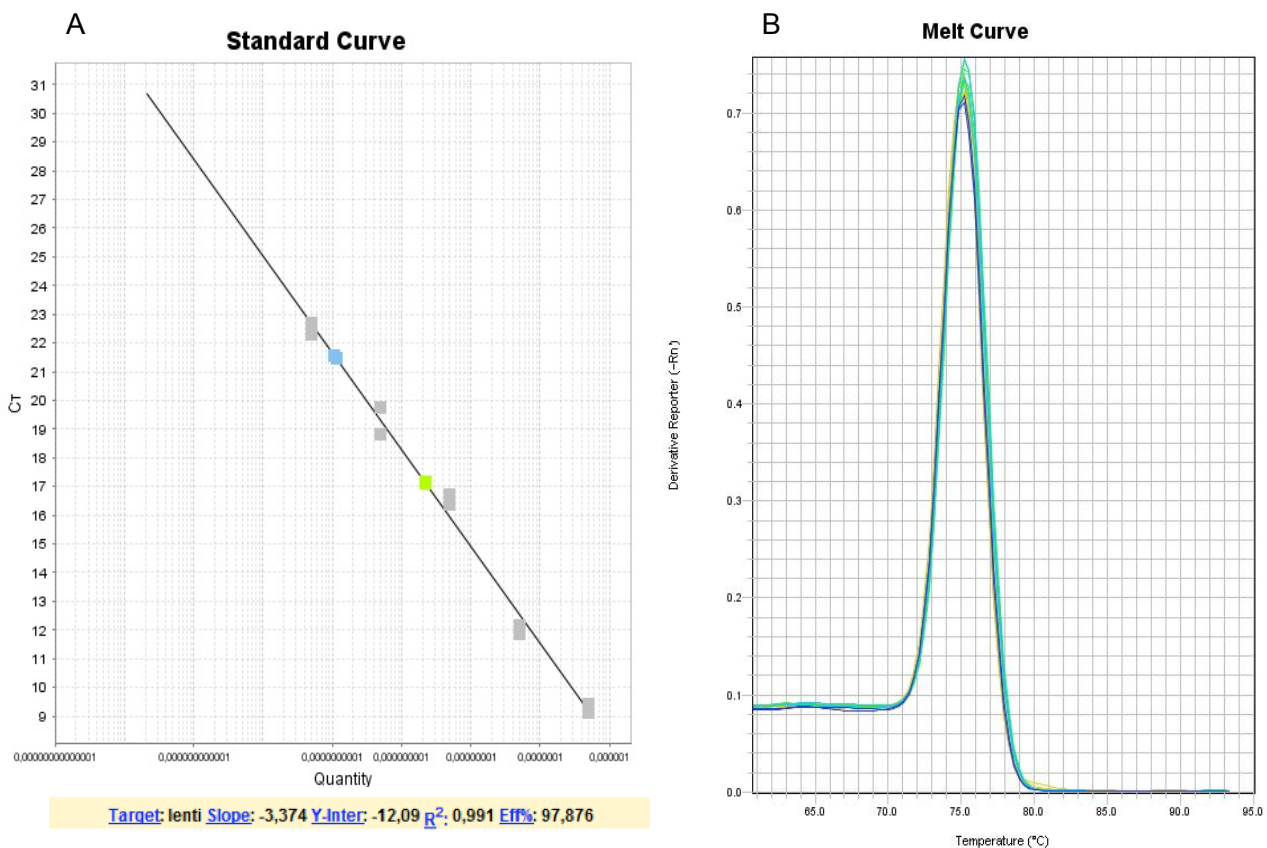 A
Standard Curve
31
30
29
28
27
26
25
24
23
22
21
20
19
18
17
16
15
14
13
12
11
10
9
CT
0,00000000000001 0,000000000001 0,0000000001 0,000000001 0,00000001 0,0000001 0,000001
Quantity
Target: lenti Slope: -3,374 Y-Inter: -12,09 R²: 0,991 Eff%: 97,876
B
Melt Curve
0.7
0.6
0.5
0.4
0.3
0.2
0.1
0.0
Derivative Reporter (-Rn')
65.0 70.0 75.0 80.0 85.0 90.0 95.0
Temperature (°C)